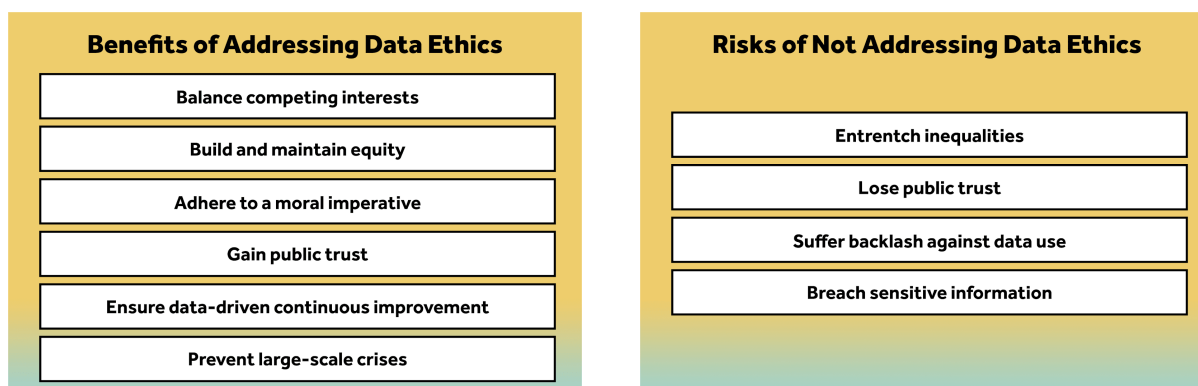 Benefits of Addressing Data Ethics
Balance competing interests
Build and maintain equity
Adhere to a moral imperative
Gain public trust
Ensure data-driven continuous improvement
Prevent large-scale crises
Risks of Not Addressing Data Ethics
Entrentch inequalities
Lose public trust
Suffer backlash against data use
Breach sensitive information